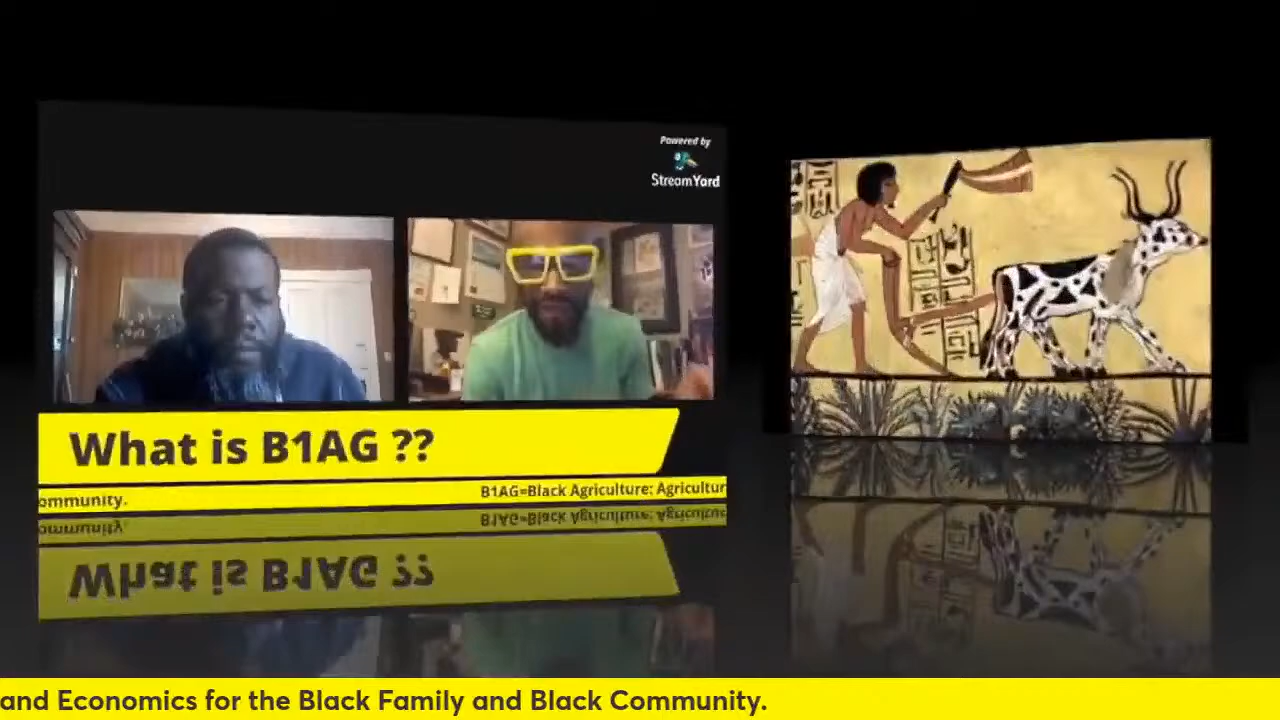 Powered by
StreamYard
What is B1AG ??
ommunity.
B1AG=Black Agriculture: Agricultur
and Economics for the Black Family and Black Community.